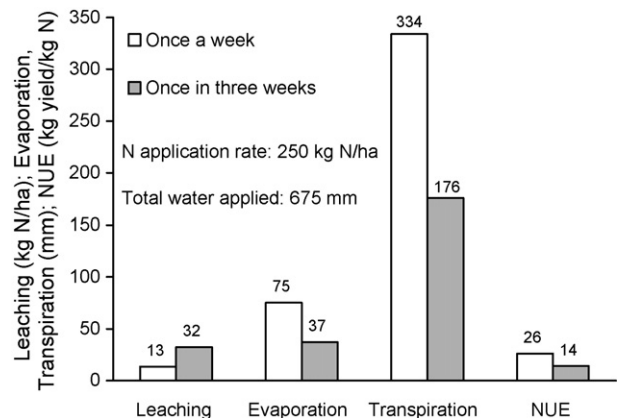 Leaching (kg N/ha); Evaporation,
Transpiration (mm); NUE (kg yield/kg N)
350
300
250
200
150
100
50
0
Once a week
Once in three weeks
N application rate: 250 kg N/ha
Total water applied: 675 mm
13
32
75
37
334
176
26
14
Leaching
Evaporation
Transpiration
NUE